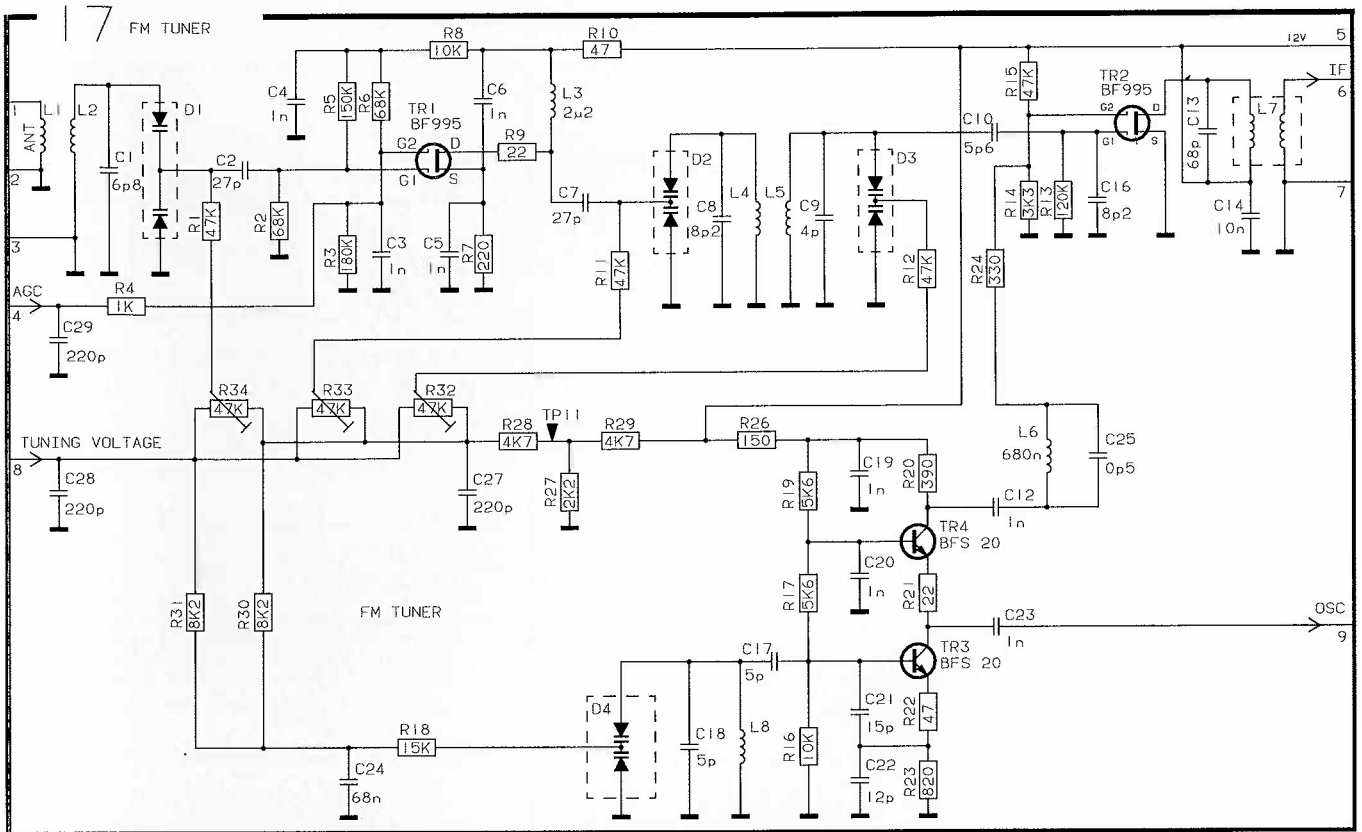 17 FM TUNER
R8
10K
R10
47
12V 5
IF
6
1
L1
L2
ANT
2
3
C1
6p8
D1
C2
27p
R1
47K
R2
68K
C4
1n
R5
150K
R6
68K
TR1
BF995
G2
D
G1
S
C6
1n
R9
22
L3
2µ2
C7
27p
D2
C8
8p2
L4
L5
C9
4p
D3
C10
5p6
R15
47K
TR2
BF995
G2
D
G1
S
C13
68p
L7
7
C14
10n
R14
3K3
R13
120K
C16
8p2
R3
180K
C3
1n
C5
1n
R7
220
R11
47K
R12
47K
R24
330
AGC
4
R4
1K
C29
220p
R34
47K
R33
47K
R32
47K
TUNING VOLTAGE
8
C28
220p
R28
4K7
TP11
R29
4K7
R26
150
C27
220p
R27
2K2
R19
5K6
C19
1n
R20
390
L6
680n
C25
0p5
C12
1n
TR4
BFS 20
C20
1n
R17
5K6
R21
22
R31
8K2
R30
8K2
FM TUNER
C23
1n
OSC
9
TR3
BFS 20
C17
5p
D4
R18
15K
C24
68n
C18
5p
L8
R16
10K
C21
15p
C22
12p
R22
47
R23
820